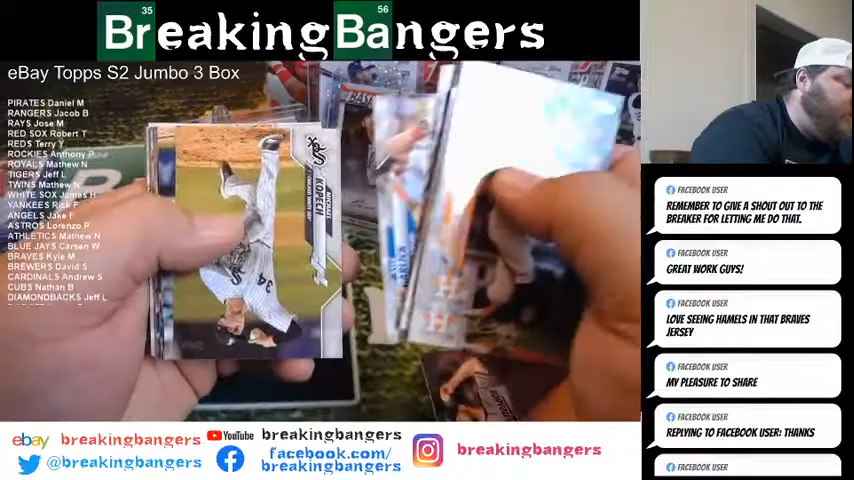 35
56
BreakingBangers
eBay Topps S2 Jumbo 3 Box
PIRATES Daniel M
RANGERS Jacob B
RAYS Jose M
RED SOX Robert T
REDS Terry Y
ROCKIES Anthony P
ROYALS Mathew N
TIGERS Jeff L
TWINS Mathew N
WHITE SOX James H
YANKEES Rick F
ANGELS Jake F
ASTROS Lorenzo P
ATHLETICS Mathew N
BLUE JAYS Carsen W
BRAVES Kyle M
BREWERS David S
CARDINALS Andrew S
CUBS Nathan B
DIAMONDBACKS Jeff L
MICHAEL
KOPECH
34
FACEBOOK USER
REMEMBER TO GIVE A SHOUT OUT TO THE
BREAKER FOR LETTING ME DO THAT.
FACEBOOK USER
GREAT WORK GUYS!
FACEBOOK USER
LOVE SEEING HAMELS IN THAT BRAVES
JERSEY
FACEBOOK USER
MY PLEASURE TO SHARE
FACEBOOK USER
REPLYING TO FACEBOOK USER: THANKS
FACEBOOK USER
ebay breakingbangers
YouTube breakingbangers
@breakingbangers
facebook.com/
breakingbangers
breakingbangers